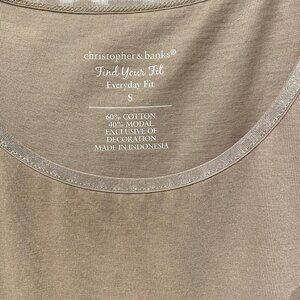 christopher & banks®
Find Your Fit
Everyday Fit
S
60% COTTON
40% MODAL
EXCLUSIVE OF
DECORATION
MADE IN INDONESIA